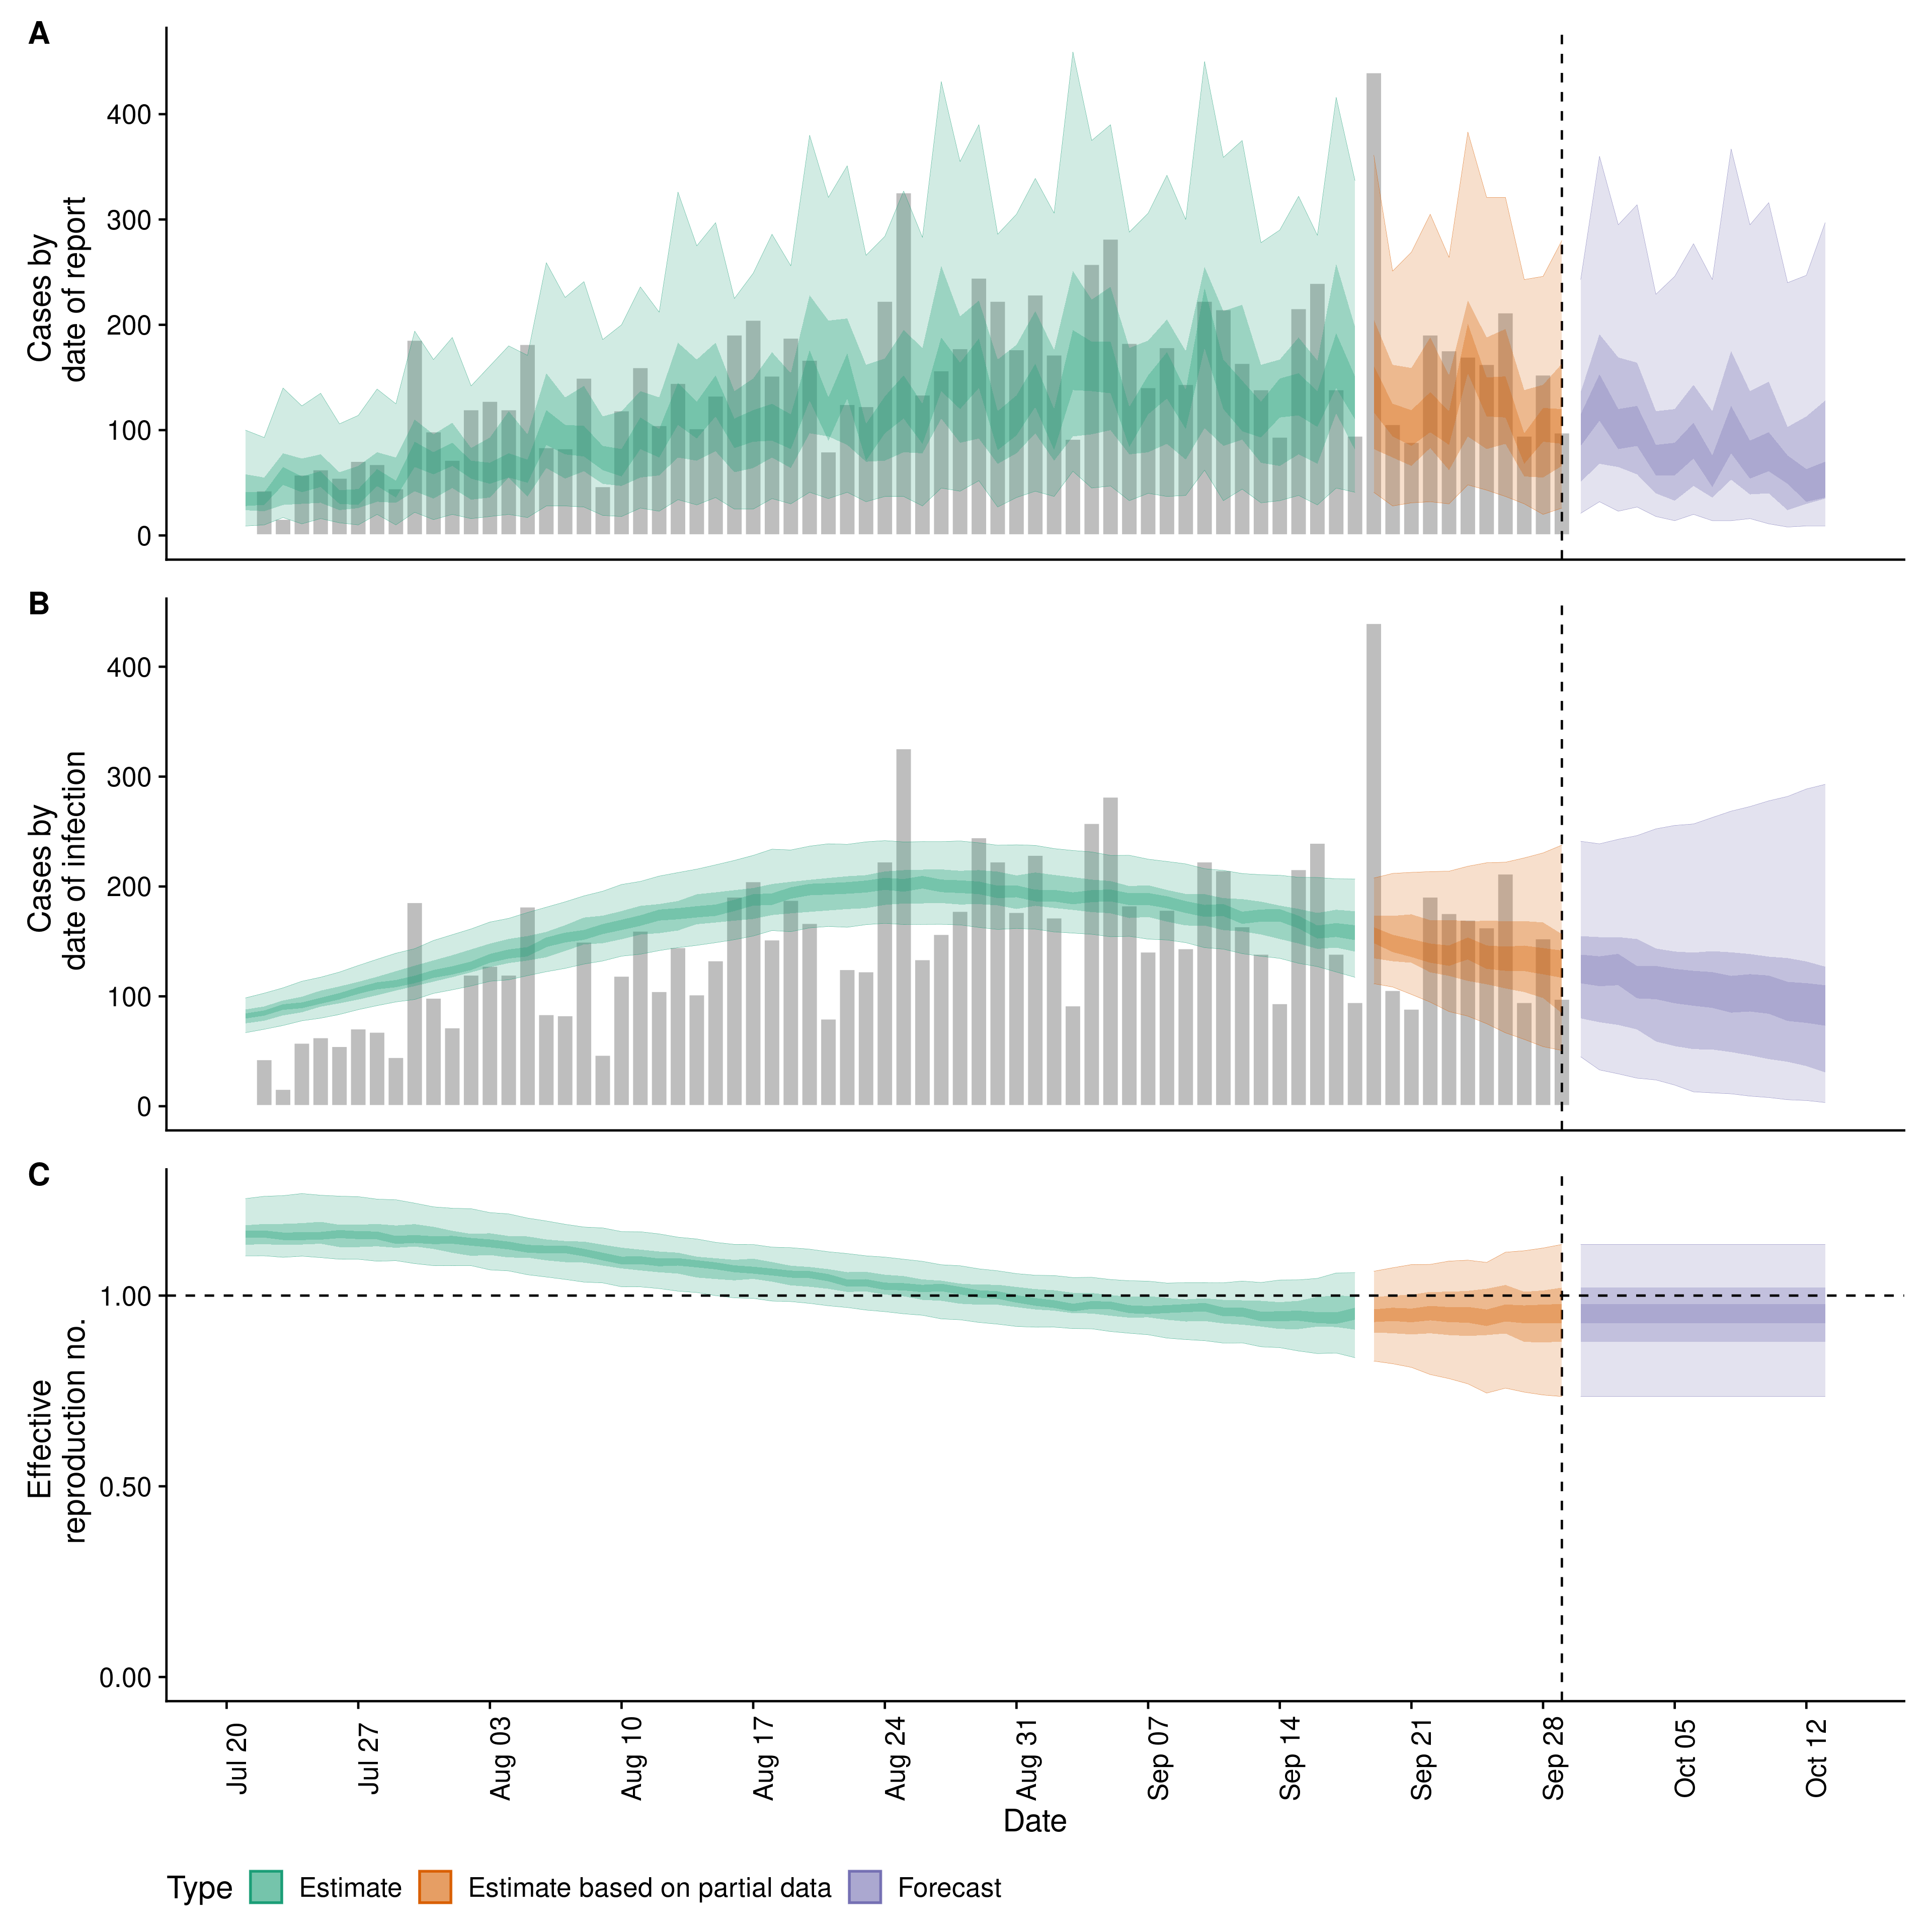 A
Cases by
date of report
400
300
200
100
0
B
Cases by
date of infection
400
300
200
100
0
C
Effective
reproduction no.
1.00
0.50
0.00
Jul 20
Jul 27
Aug 03
Aug 10
Aug 17
Aug 24
Aug 31
Sep 07
Sep 14
Sep 21
Sep 28
Oct 05
Oct 12
Date
Type Estimate Estimate based on partial data Forecast